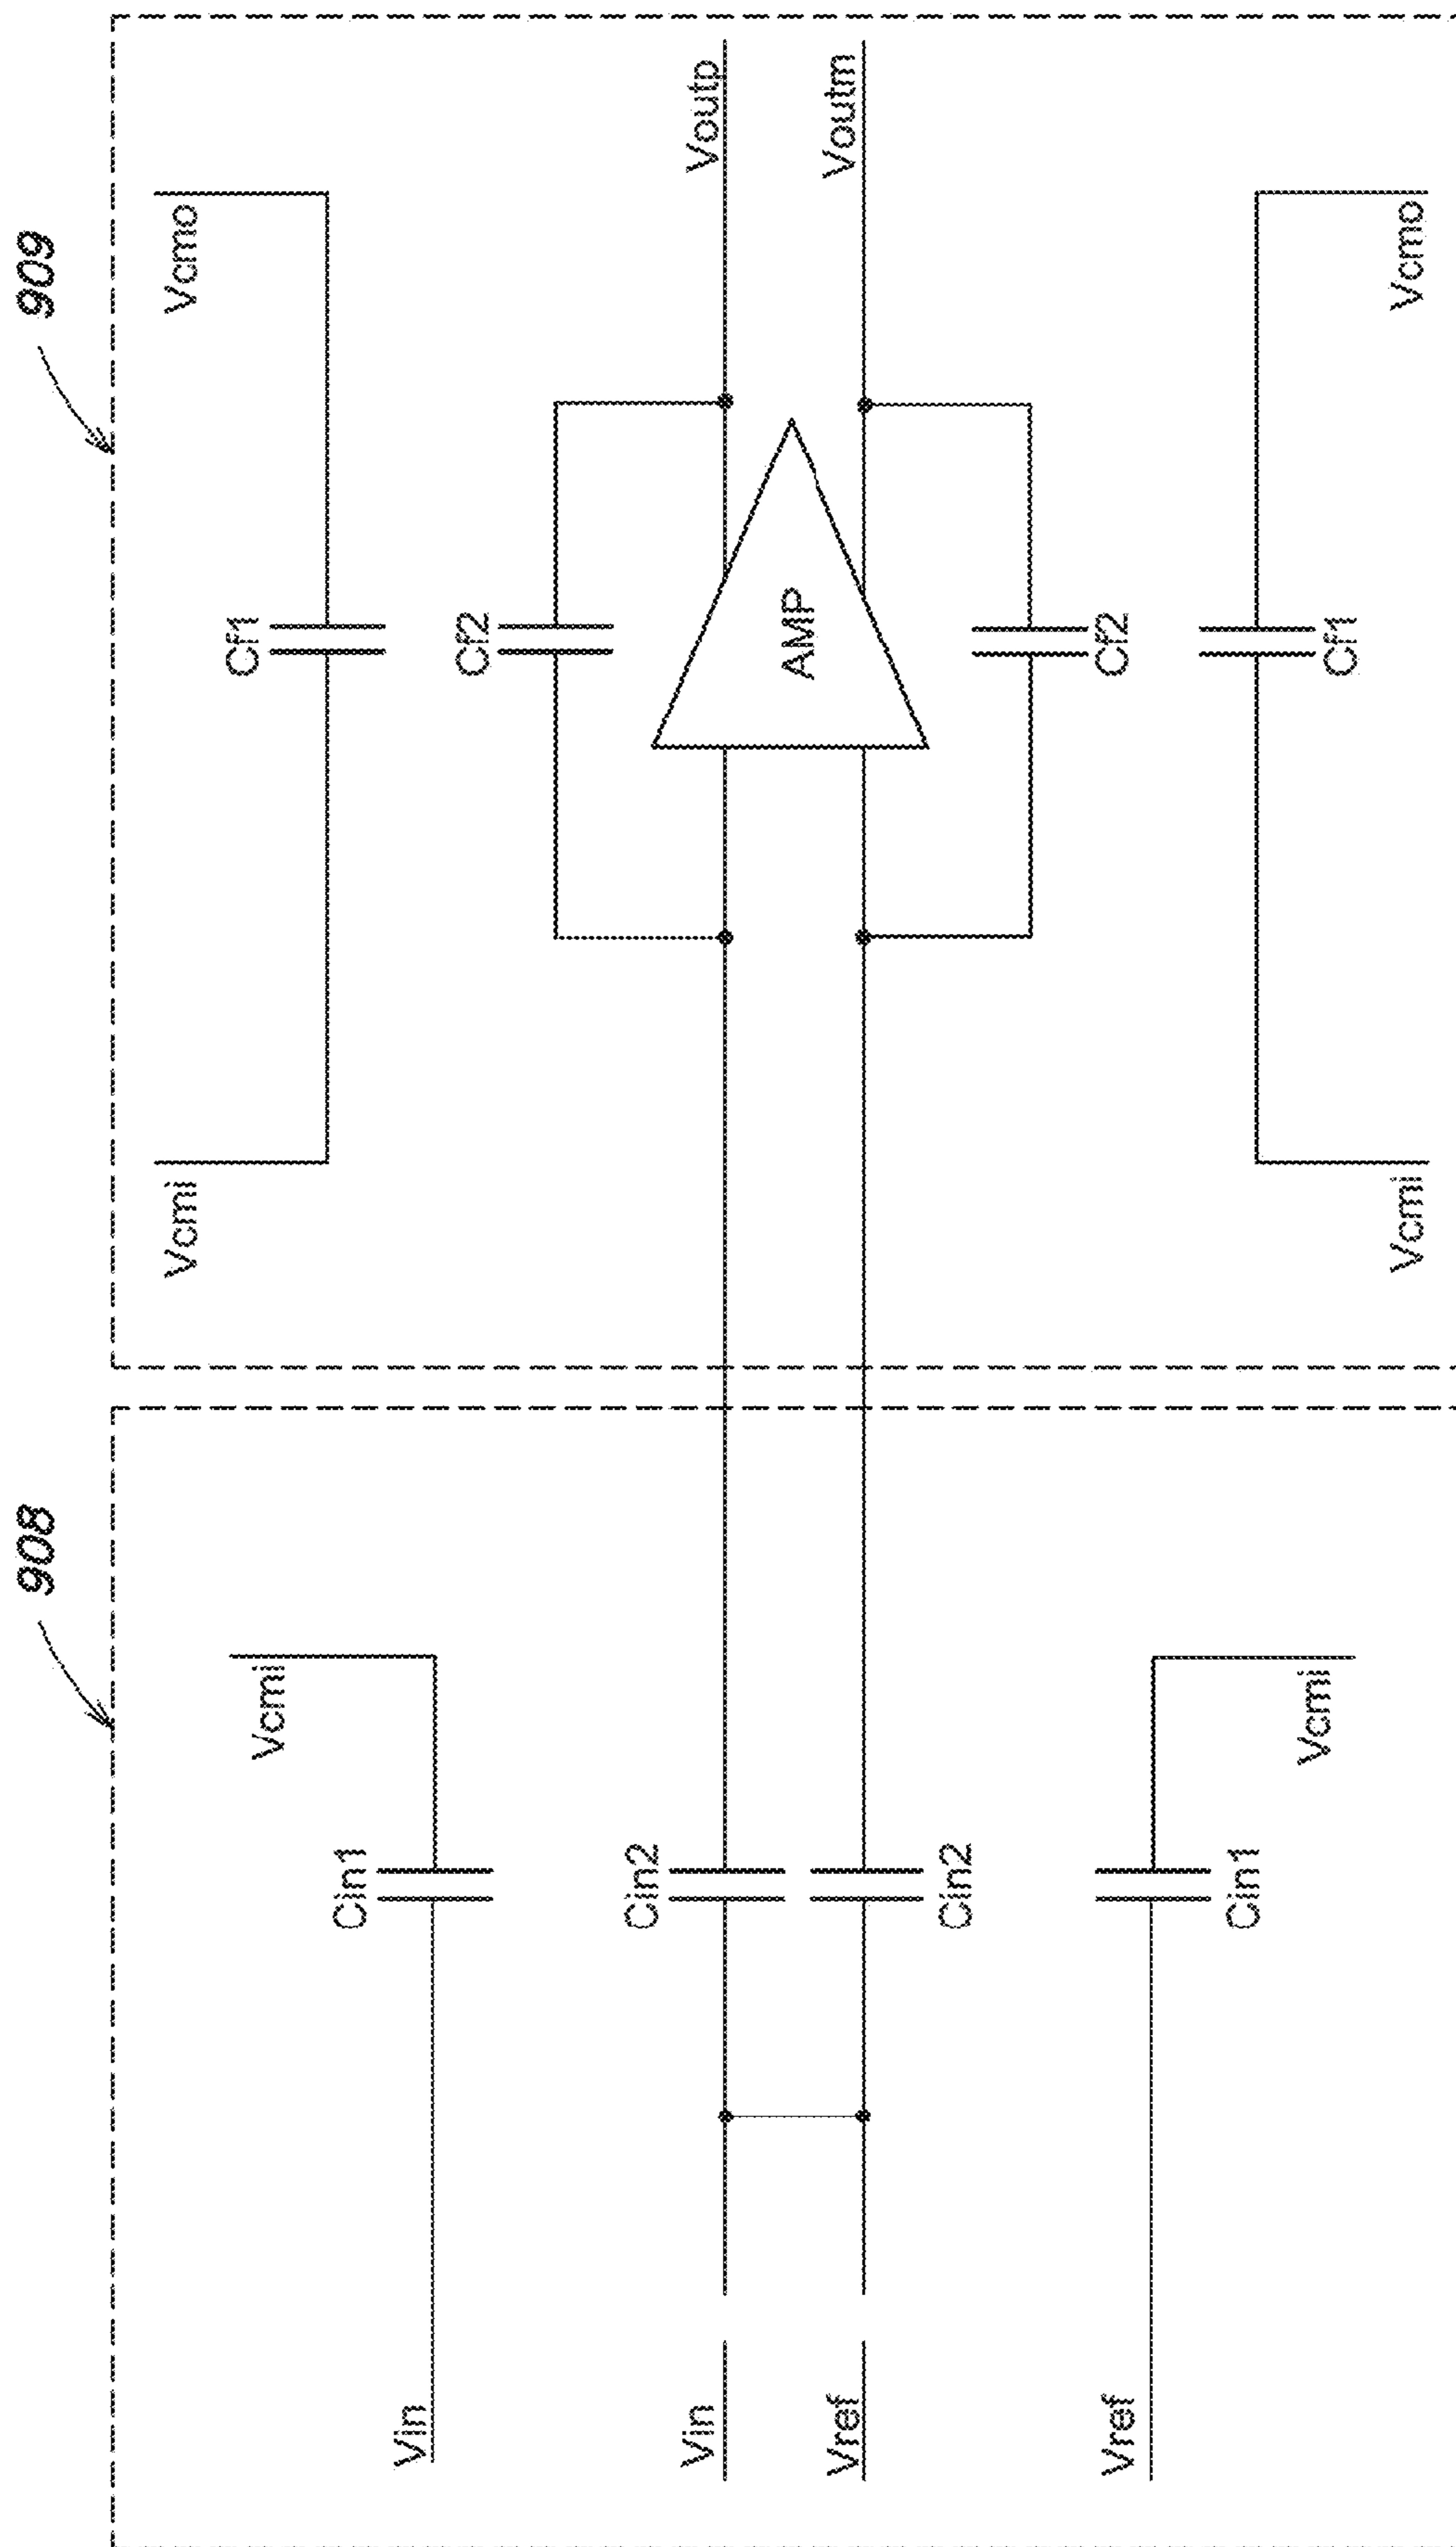 908
909
Vin
Cin1
Vcmi
Vin
Cin2
Vref
Cin2
Vref
Cin1
Vcmi
Vcmi
Cf1
Vcmo
Cf2
AMP
Voutp
Voutm
Cf2
Vcmi
Cf1
Vcmo